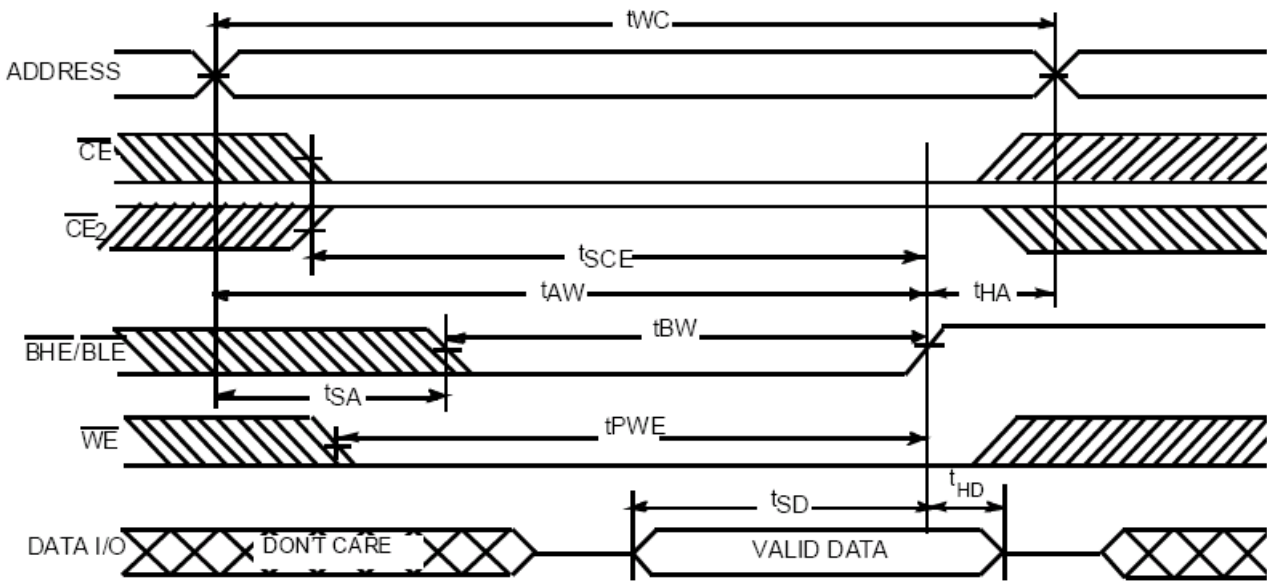 tWC
ADDRESS
CE
CE2
tSCE
tAW
tHA
BHE/BLE
tBW
tSA
WE
tPWE
tSD
tHD
DATA I/O
DON'T CARE
VALID DATA